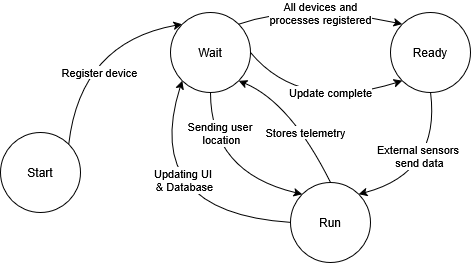 All devices and
processes registered
Wait
Ready
Register device
Update complete
Sending user
location
Stores telemetry
External sensors
send data
Start
Updating UI
& Database
Run